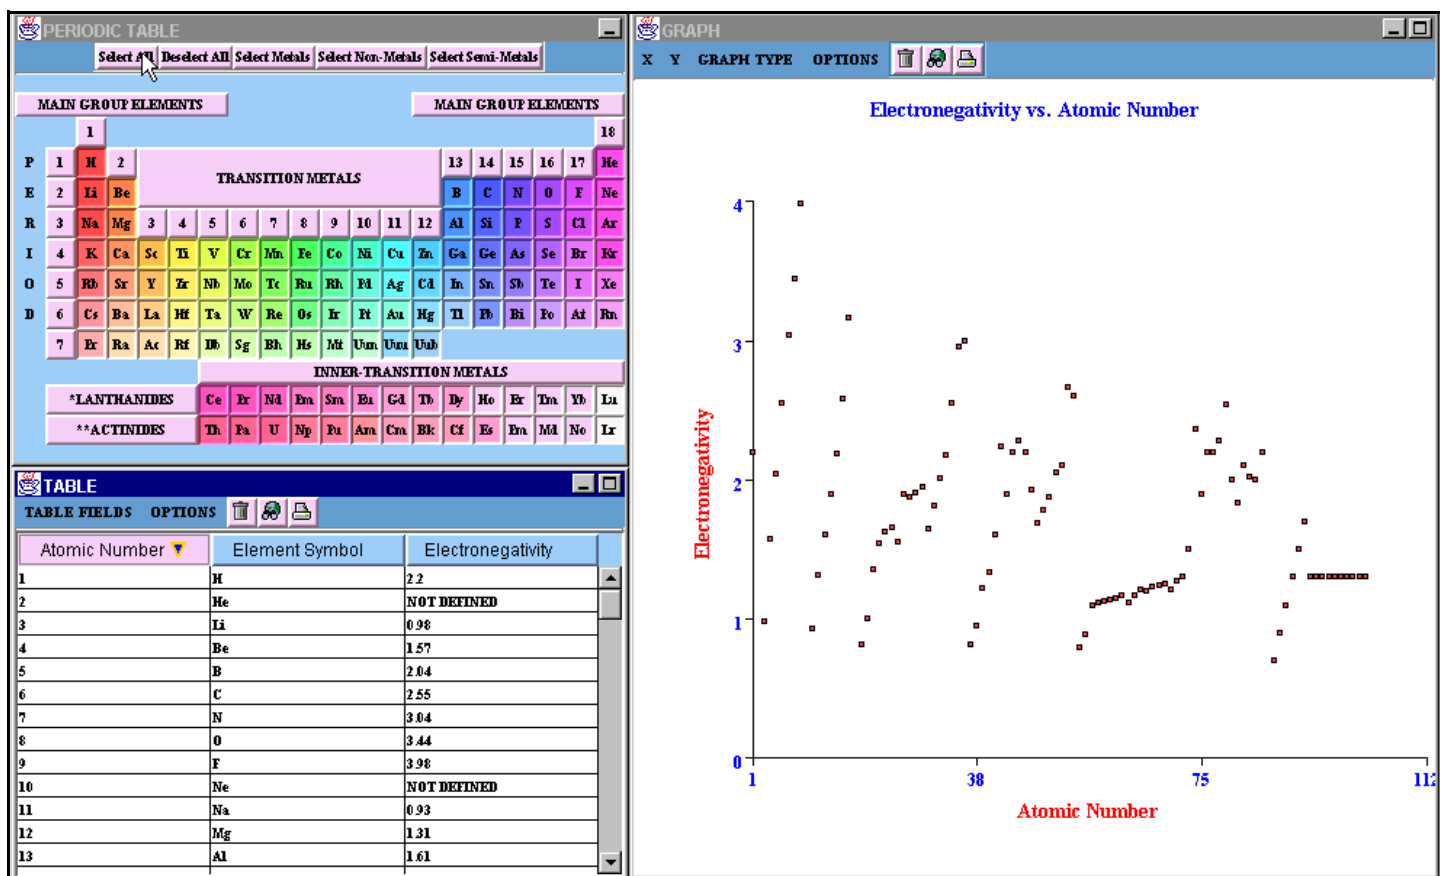 PERIODIC TABLE
Select All Deselect All Select Metals Select Non-Metals Select Semi-Metals
MAIN GROUP ELEMENTS MAIN GROUP ELEMENTS
1 18
P 1 H 2 TRANSITION METALS 13 14 15 16 17 He
E 2 Li Be B C N O F Ne
R 3 Na Mg 3 4 5 6 7 8 9 10 11 12 Al Si P S Cl Ar
I 4 K Ca Sc Ti V Cr Mn Fe Co Ni Cu Zn Ga Ge As Se Br Kr
O 5 Rb Sr Y Zr Nb Mo Tc Ru Rh Pd Ag Cd In Sn Sb Te I Xe
D 6 Cs Ba La Hf Ta W Re Os Ir Pt Au Hg Tl Pb Bi Po At Rn
7 Fr Ra Ac Rf Db Sg Bh Hs Mt Uun Uuu Uub
INNER-TRANSITION METALS
*LANTHANIDES Ce Pr Nd Pm Sm Eu Gd Tb Dy Ho Er Tm Yb Lu
**ACTINIDES Th Pa U Np Pu Am Cm Bk Cf Es Fm Md No Lr
TABLE
TABLE FIELDS OPTIONS
Atomic Number Element Symbol Electronegativity
1 H 2.2
2 He NOT DEFINED
3 Li 0.98
4 Be 1.57
5 B 2.04
6 C 2.55
7 N 3.04
8 O 3.44
9 F 3.98
10 Ne NOT DEFINED
11 Na 0.93
12 Mg 1.31
13 Al 1.61
GRAPH
X Y GRAPH TYPE OPTIONS
Electronegativity vs. Atomic Number
4
3
2
1
0
Electronegativity
1 38 75 112
Atomic Number